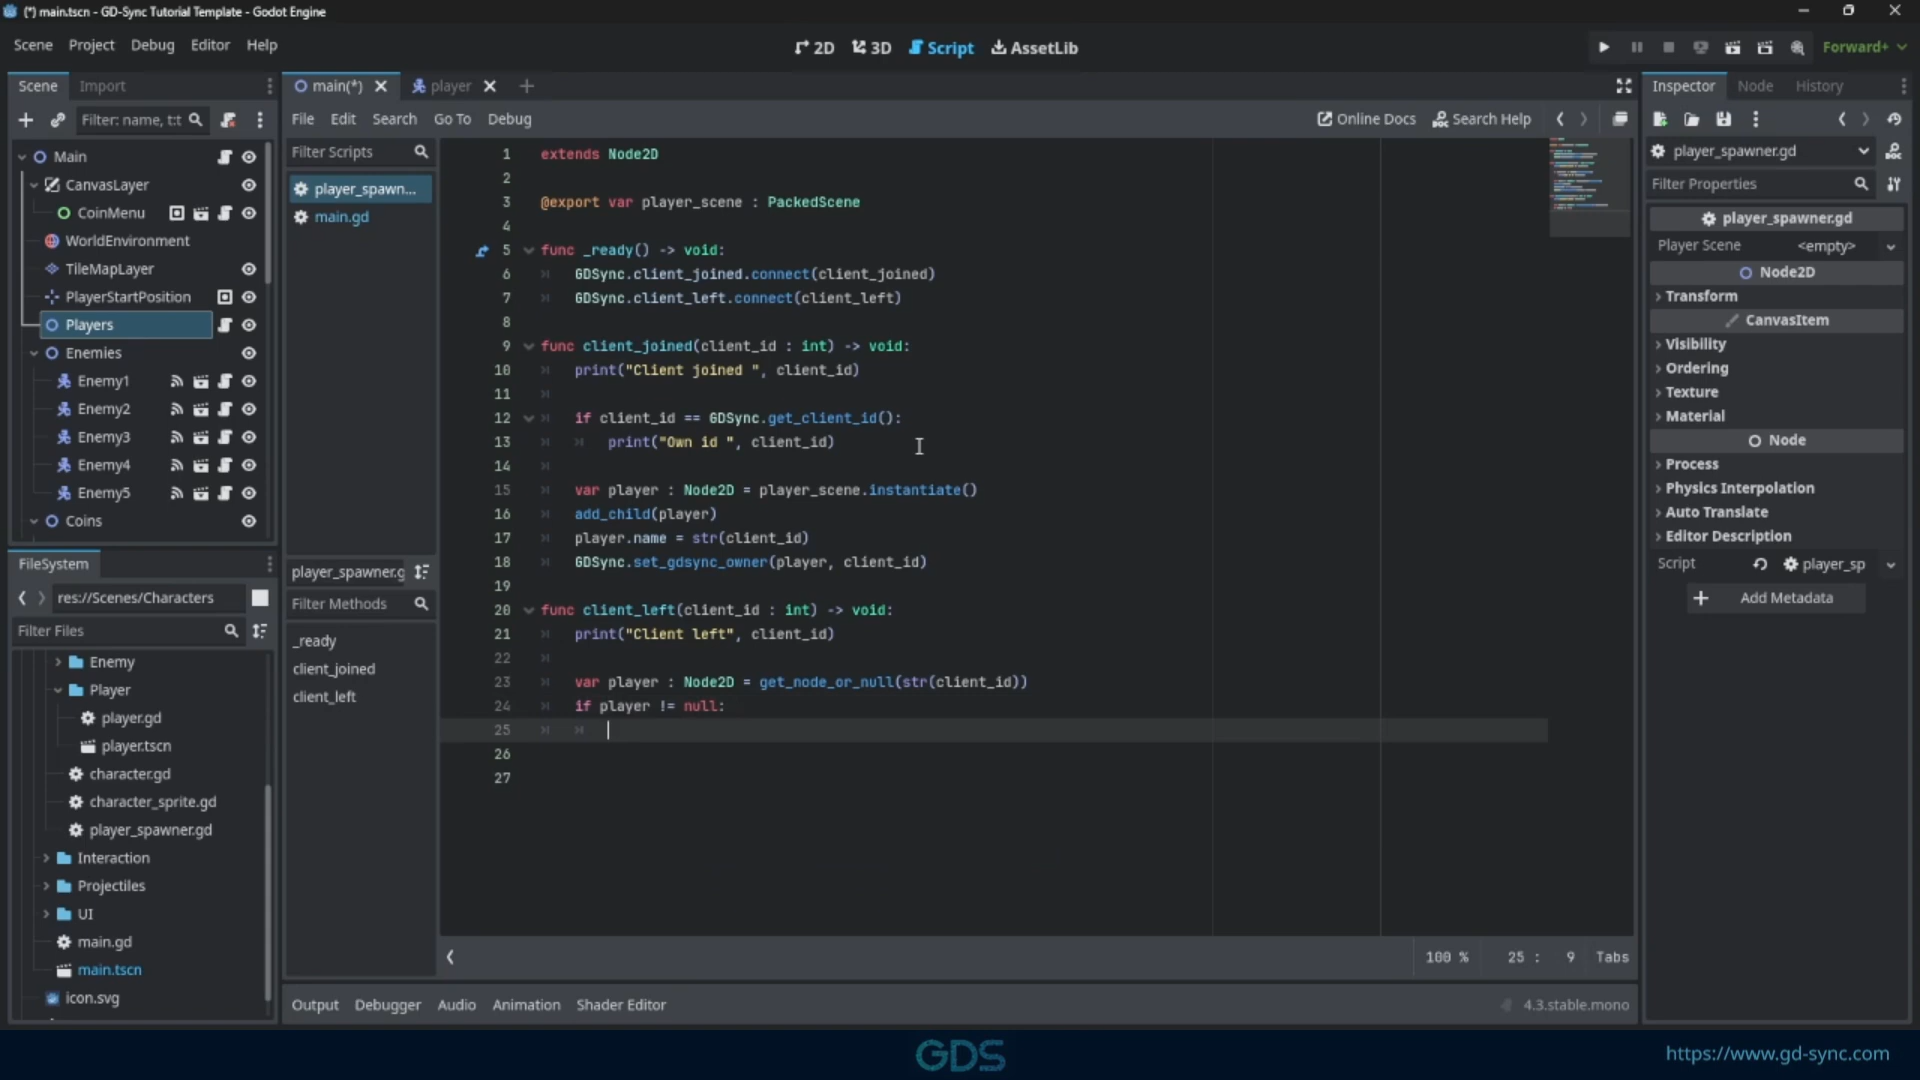 (*) main.tscn - GD-Sync Tutorial Template - Godot Engine
Scene Project Debug Editor Help
2D 3D Script AssetLib
Forward+
Scene Import
Filter: name, t:t
Main
CanvasLayer
CoinMenu
WorldEnvironment
TileMapLayer
PlayerStartPosition
Players
Enemies
Enemy1
Enemy2
Enemy3
Enemy4
Enemy5
Coins
FileSystem
res://Scenes/Characters
Filter Files
Enemy
Player
player.gd
player.tscn
character.gd
character_sprite.gd
player_spawner.gd
Interaction
Projectiles
UI
main.gd
main.tscn
icon.svg
main(*) player
File Edit Search Go To Debug
Online Docs Search Help
Filter Scripts
player_spawn...
main.gd
player_spawner.g
Filter Methods
_ready
client_joined
client_left
1 extends Node2D
2
3 @export var player_scene : PackedScene
4
5 func _ready() -> void:
6 GDSync.client_joined.connect(client_joined)
7 GDSync.client_left.connect(client_left)
8
9 func client_joined(client_id : int) -> void:
10 print("Client joined ", client_id)
11
12 if client_id == GDSync.get_client_id():
13 print("Own id ", client_id)
14
15 var player : Node2D = player_scene.instantiate()
16 add_child(player)
17 player.name = str(client_id)
18 GDSync.set_gdsync_owner(player, client_id)
19
20 func client_left(client_id : int) -> void:
21 print("Client left", client_id)
22
23 var player : Node2D = get_node_or_null(str(client_id))
24 if player != null:
25
26
27
100 % 25 : 9 Tabs
Output Debugger Audio Animation Shader Editor
4.3.stable.mono
Inspector Node History
player_spawner.gd
Filter Properties
player_spawner.gd
Player Scene <empty>
Node2D
Transform
CanvasItem
Visibility
Ordering
Texture
Material
Node
Process
Physics Interpolation
Auto Translate
Editor Description
Script player_sp
Add Metadata
GDS
https://www.gd-sync.com